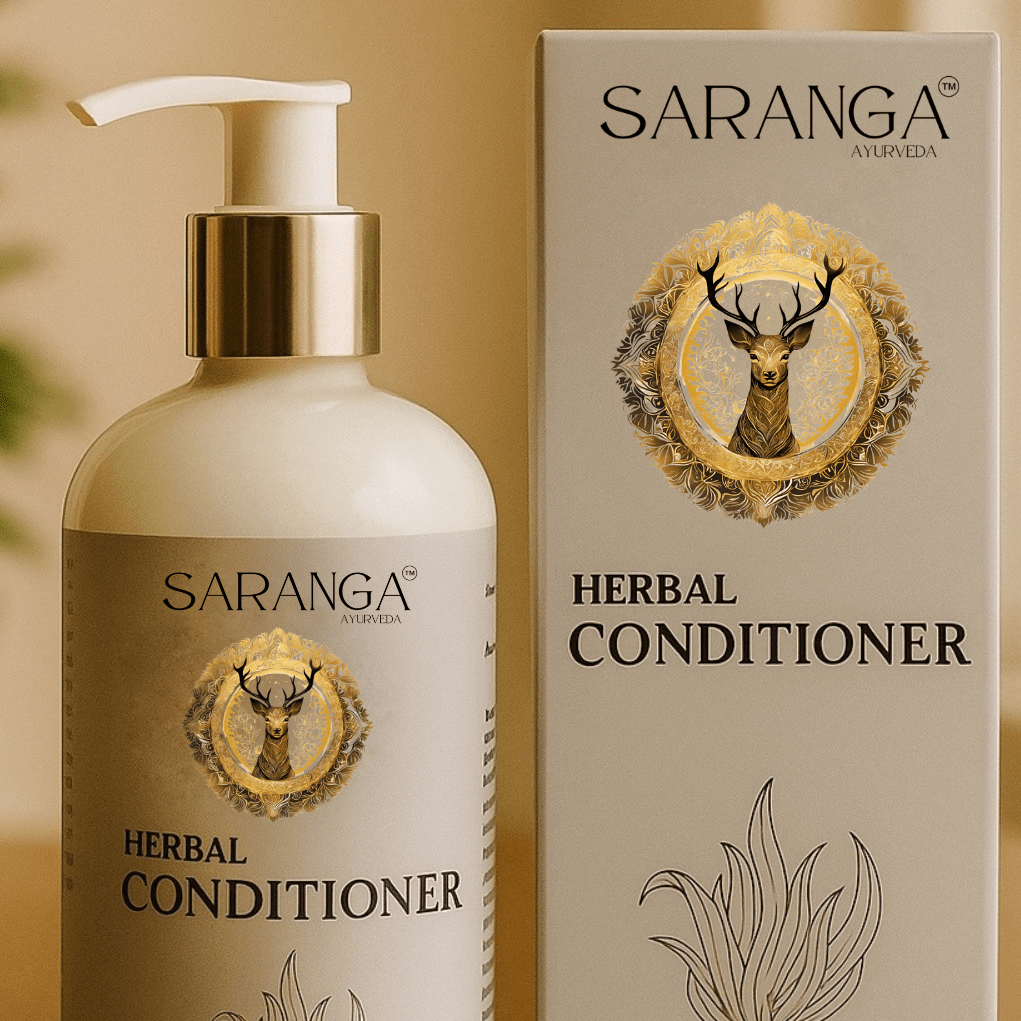 SARANGA™
AYURVEDA
HERBAL
CONDITIONER
SARANGA™
AYURVEDA
HERBAL
CONDITIONER